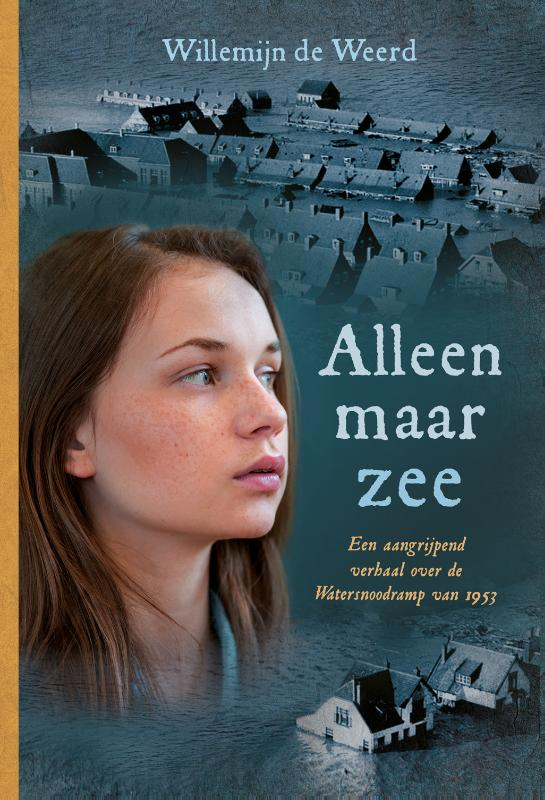 Willemijn de Weerd
Alleen
maar
zee
Een aangrijpend
verhaal over de
Watersnoodramp van 1953